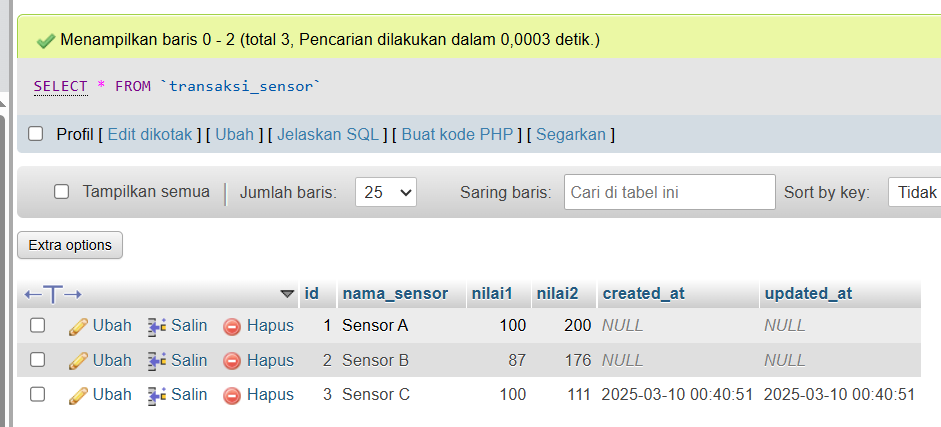 Menampilkan baris 0 - 2 (total 3, Pencarian dilakukan dalam 0,0003 detik.)
SELECT * FROM `transaksi_sensor`
Profil [ Edit dikotak ] [ Ubah ] [ Jelaskan SQL ] [ Buat kode PHP ] [ Segarkan ]
Tampilkan semua | Jumlah baris: 25 Saring baris: Cari di tabel ini Sort by key: Tidak
Extra options
←T→ id nama_sensor nilai1 nilai2 created_at updated_at
Ubah Salin Hapus 1 Sensor A 100 200 NULL NULL
Ubah Salin Hapus 2 Sensor B 87 176 NULL NULL
Ubah Salin Hapus 3 Sensor C 100 111 2025-03-10 00:40:51 2025-03-10 00:40:51